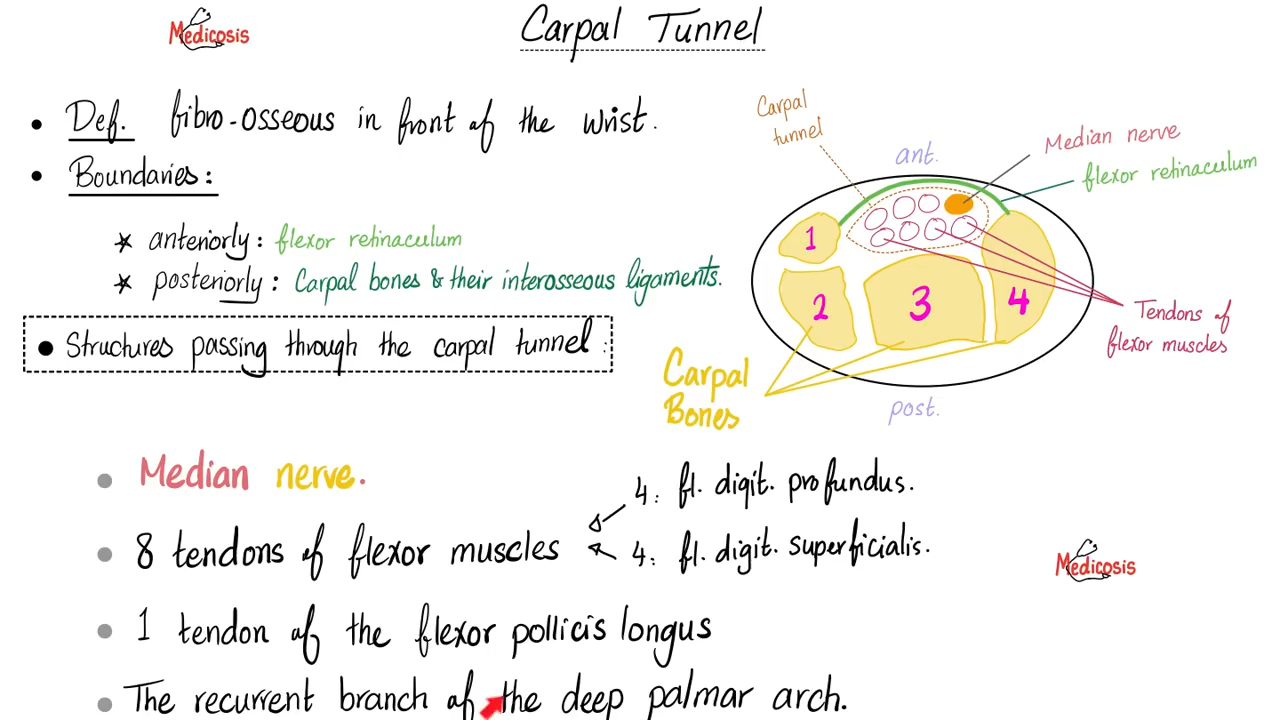 Medicosis
Carpal Tunnel
• Def. fibro-osseous in front of the wrist.
• Boundaries:
anteriorly: flexor retinaculum
posteriorly: Carpal bones & their interosseous ligaments.
• Structures passing through the carpal tunnel:
Carpal
tunnel
ant.
Median nerve
flexor retinaculum
1
2
3
4
Tendons of
flexor muscles
Carpal
Bones
post.
• Median nerve.
• 8 tendons of flexor muscles
4: fl. digit. profundus.
4: fl. digit. superficialis.
Medicosis
• 1 tendon of the flexor pollicis longus
• The recurrent branch of the deep palmar arch.